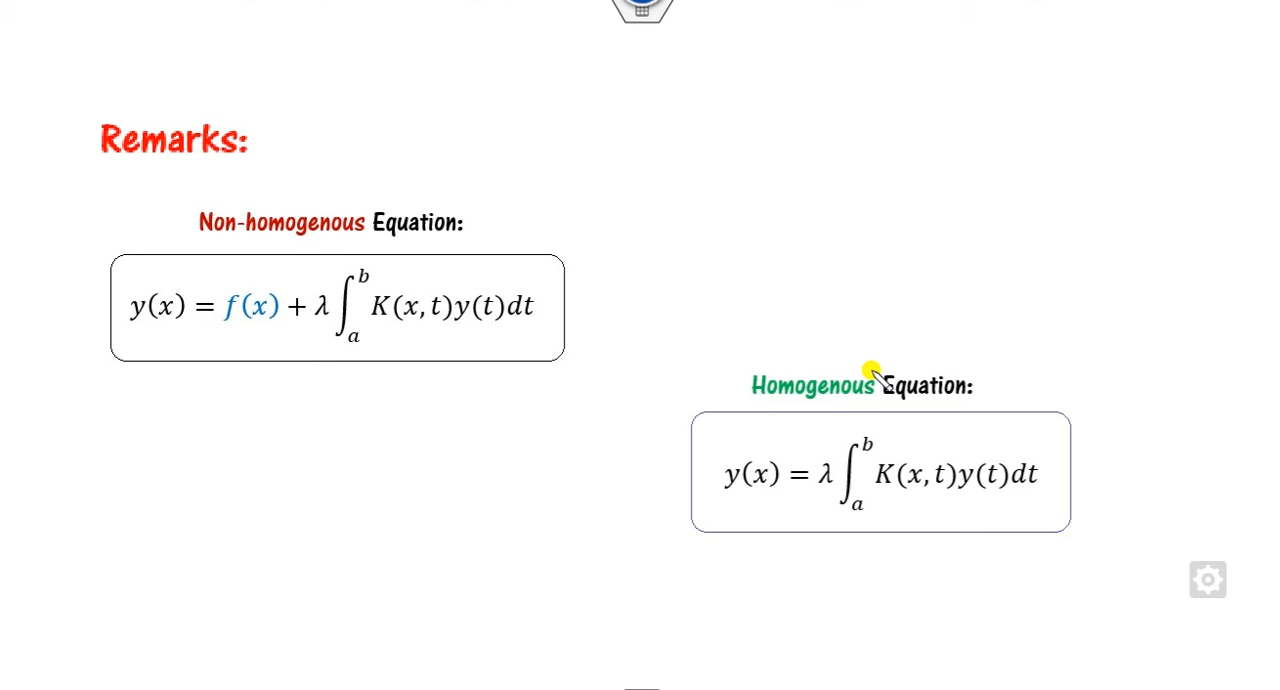 Remarks:
Non-homogenous Equation:
y(x) = f(x) + λ ∫_a^b K(x, t)y(t)dt
Homogenous Equation:
y(x) = λ ∫_a^b K(x, t)y(t)dt